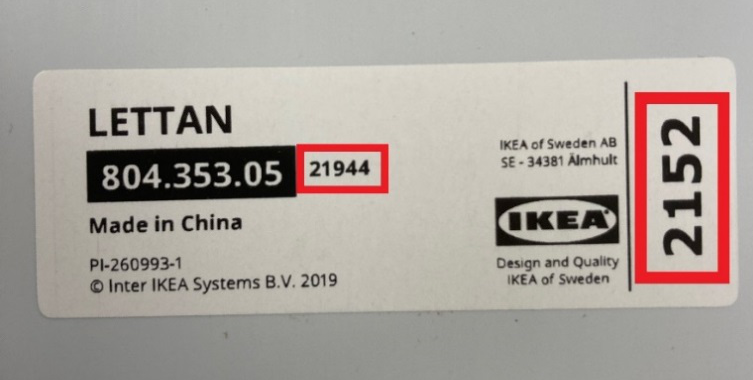 LETTAN
804.353.05 21944
Made in China
PI-260993-1
© Inter IKEA Systems B.V. 2019
IKEA of Sweden AB
SE - 34381 Älmhult
IKEA
Design and Quality
IKEA of Sweden
2152